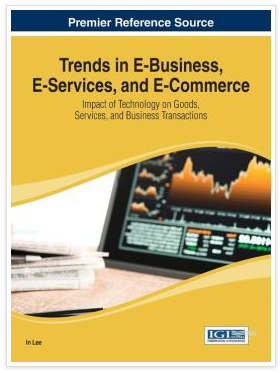 Premier Reference Source
Trends in E-Business,
E-Services, and E-Commerce
Impact of Technology on Goods,
Services, and Business Transactions
In Lee
IGI